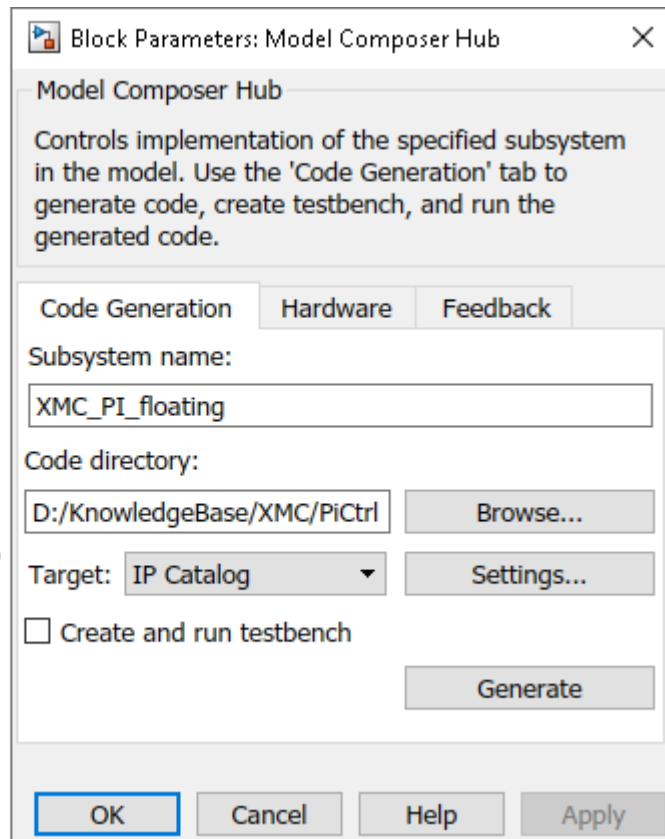 Block Parameters: Model Composer Hub
Model Composer Hub
Controls implementation of the specified subsystem
in the model. Use the 'Code Generation' tab to
generate code, create testbench, and run the
generated code.
Code Generation Hardware Feedback
Subsystem name:
XMC_PI_floating
Code directory:
D:/KnowledgeBase/XMC/PiCtrl Browse...
Target: IP Catalog Settings...
Create and run testbench
Generate
OK Cancel Help Apply